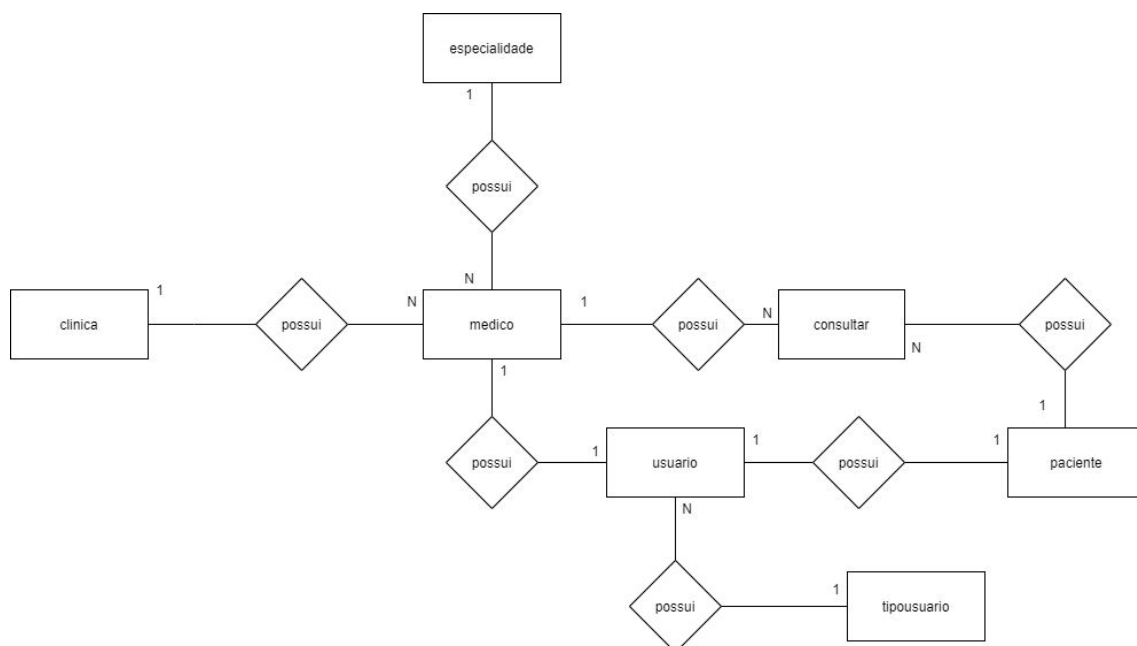 especialidade
1
possui
N
clinica
1
possui
N
medico
1
possui
N
consultar
N
possui
1
1
possui
1
usuario
1
possui
1
paciente
N
possui
1
tipousuario